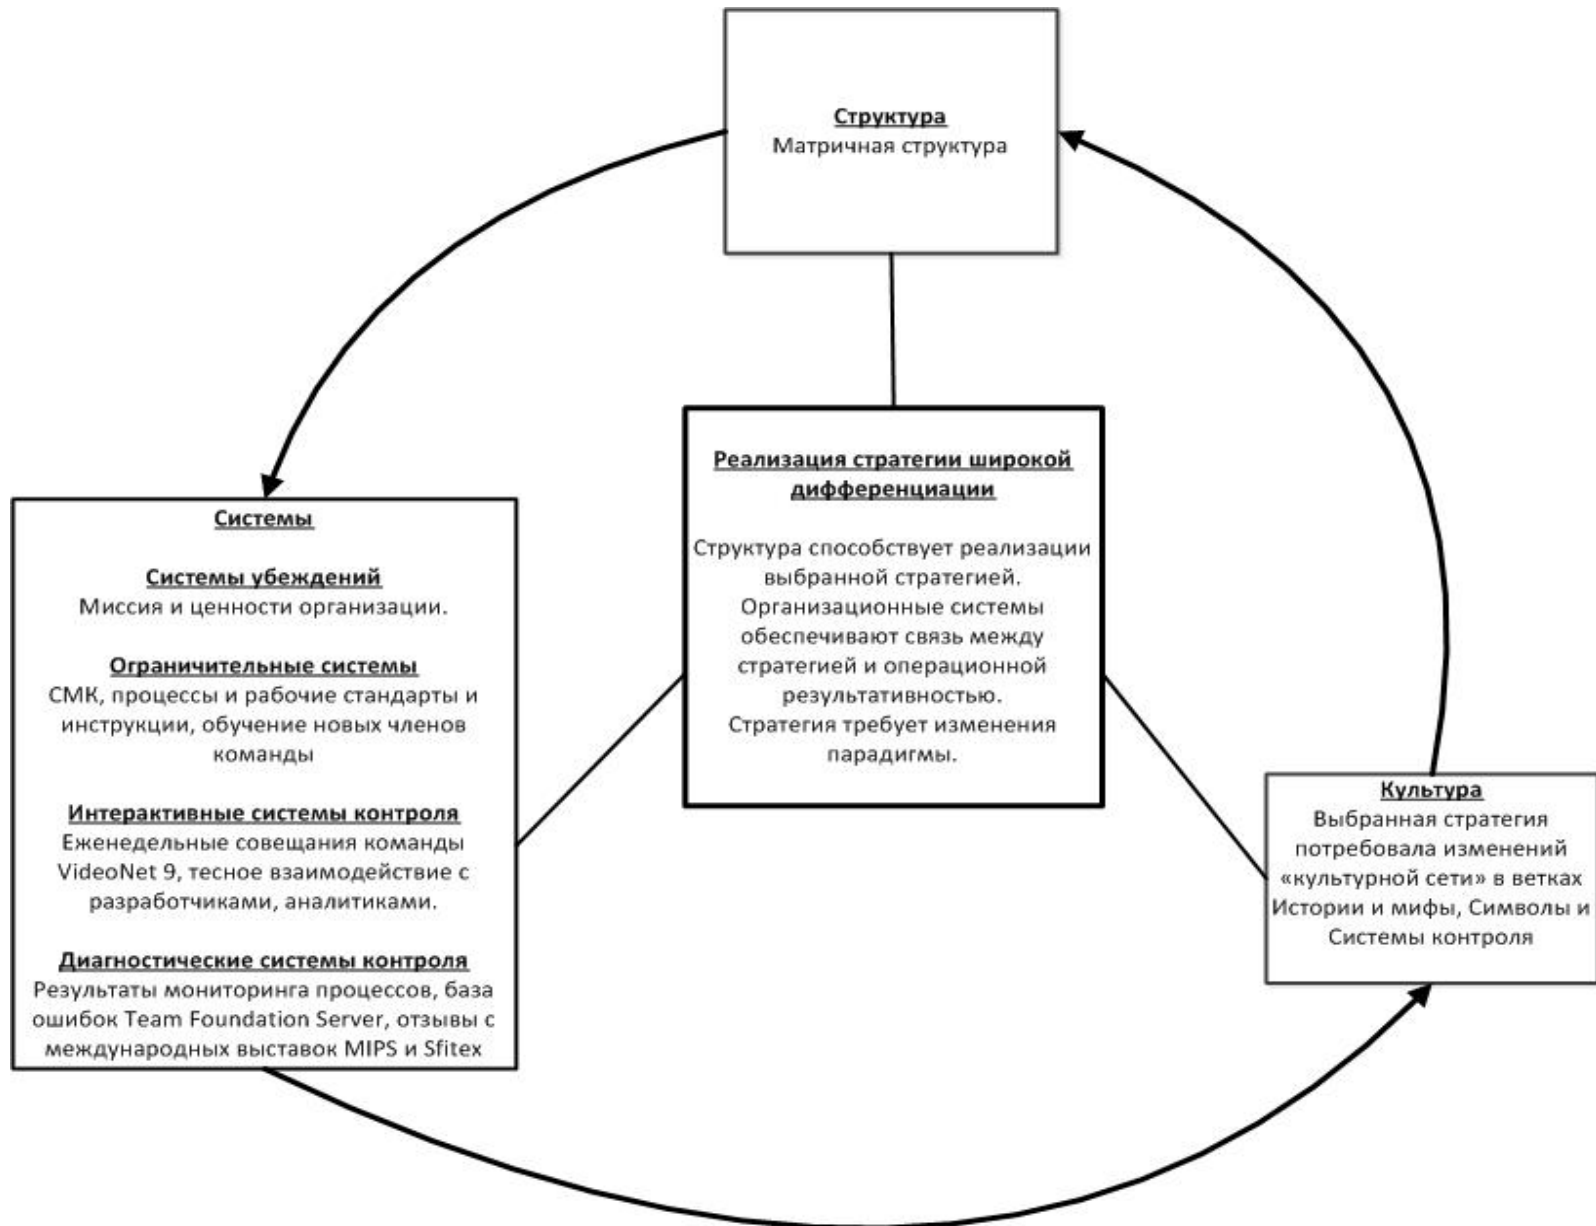 Структура
Матричная структура
Реализация стратегии широкой
дифференциации
Структура способствует реализации
выбранной стратегией.
Организационные системы
обеспечивают связь между
стратегией и операционной
результативностью.
Стратегия требует изменения
парадигмы.
Системы
Системы убеждений
Миссия и ценности организации.
Ограничительные системы
СМК, процессы и рабочие стандарты и
инструкции, обучение новых членов
команды
Интерактивные системы контроля
Еженедельные совещания команды
VideoNet 9, тесное взаимодействие с
разработчиками, аналитиками.
Диагностические системы контроля
Результаты мониторинга процессов, база
ошибок Team Foundation Server, отзывы с
международных выставок MIPS и Sfitex
Культура
Выбранная стратегия
потребовала изменений
«культурной сети» в ветках
Истории и мифы, Символы и
Системы контроля